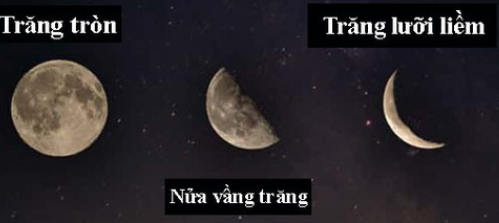 Trăng tròn
Trăng lưỡi liềm
Nửa vầng trăng